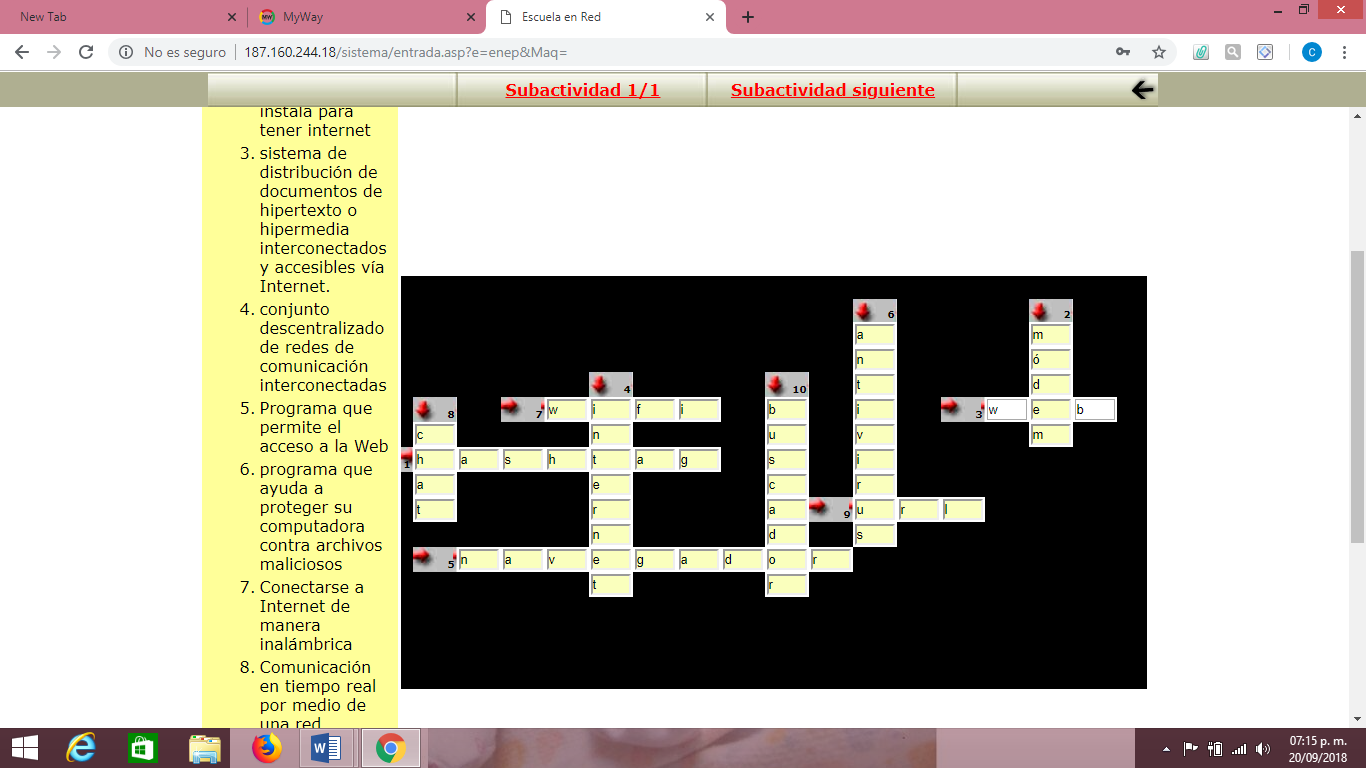 New Tab
MyWay
Escuela en Red
No es seguro
187.160.244.18/sistema/entrada.asp?e=enep&Maq=
C
Subactividad 1/1
Subactividad siguiente
instala para
tener internet
3. sistema de
distribución de
documentos de
hipertexto o
hipermedia
interconectados
y accesibles vía
Internet.
4. conjunto
descentralizado
de redes de
comunicación
interconectadas
5. Programa que
permite el
acceso a la Web
6. programa que
ayuda a
proteger su
computadora
contra archivos
maliciosos
7. Conectarse a
Internet de
manera
inalámbrica
8. Comunicación
en tiempo real
por medio de
una red
6 2
a m
n ó
4 10 t d
8 7 w i f i b i 3 w e b
c n u v m
1 h a s h t a g s i
a e c r
t r a 9 u r l
n d s
5 n a v e g a d o r
t r
07:15 p. m.
20/09/2018